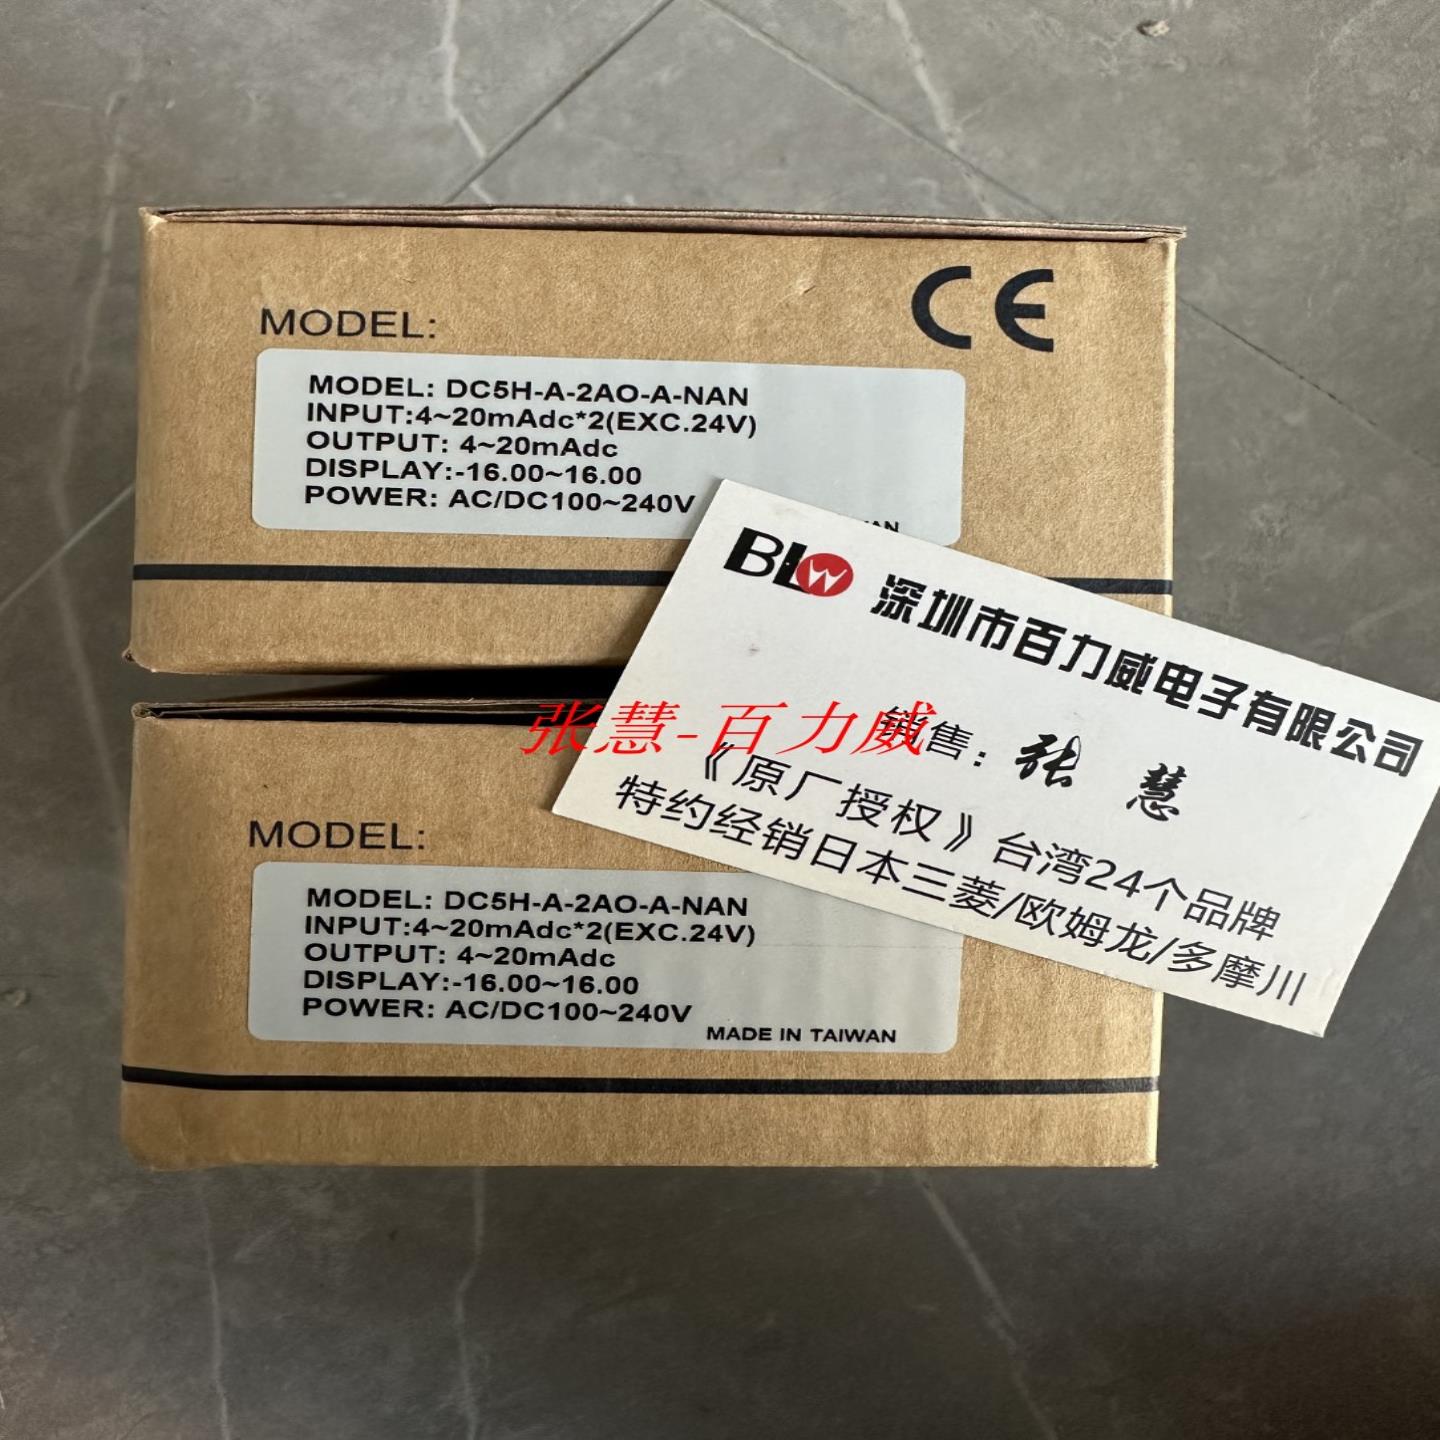 CE
MODEL:
MODEL: DC5H-A-2AO-A-NAN
INPUT:4~20mAdc*2(EXC.24V)
OUTPUT: 4~20mAdc
DISPLAY:-16.00~16.00
POWER: AC/DC100~240V
BLW 深圳市百力威电子有限公司
销售：张 慧
《原厂授权》台湾24个品牌
特约经销日本三菱/欧姆龙/多摩川
张慧-百力威
MODEL:
MODEL: DC5H-A-2AO-A-NAN
INPUT:4~20mAdc*2(EXC.24V)
OUTPUT: 4~20mAdc
DISPLAY:-16.00~16.00
POWER: AC/DC100~240V
MADE IN TAIWAN